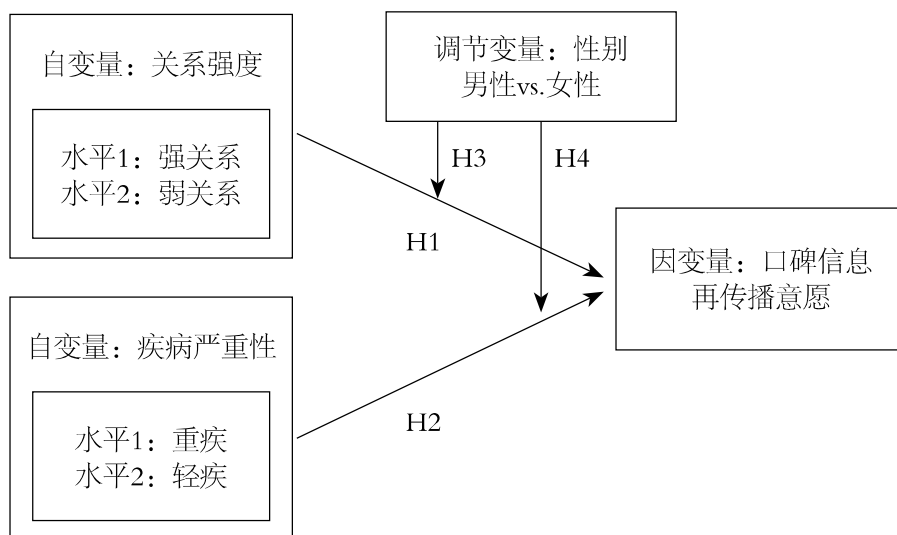 自变量：关系强度
水平1：强关系
水平2：弱关系
调节变量：性别
男性vs.女性
H3
H4
H1
因变量：口碑信息
再传播意愿
自变量：疾病严重性
水平1：重疾
水平2：轻疾
H2